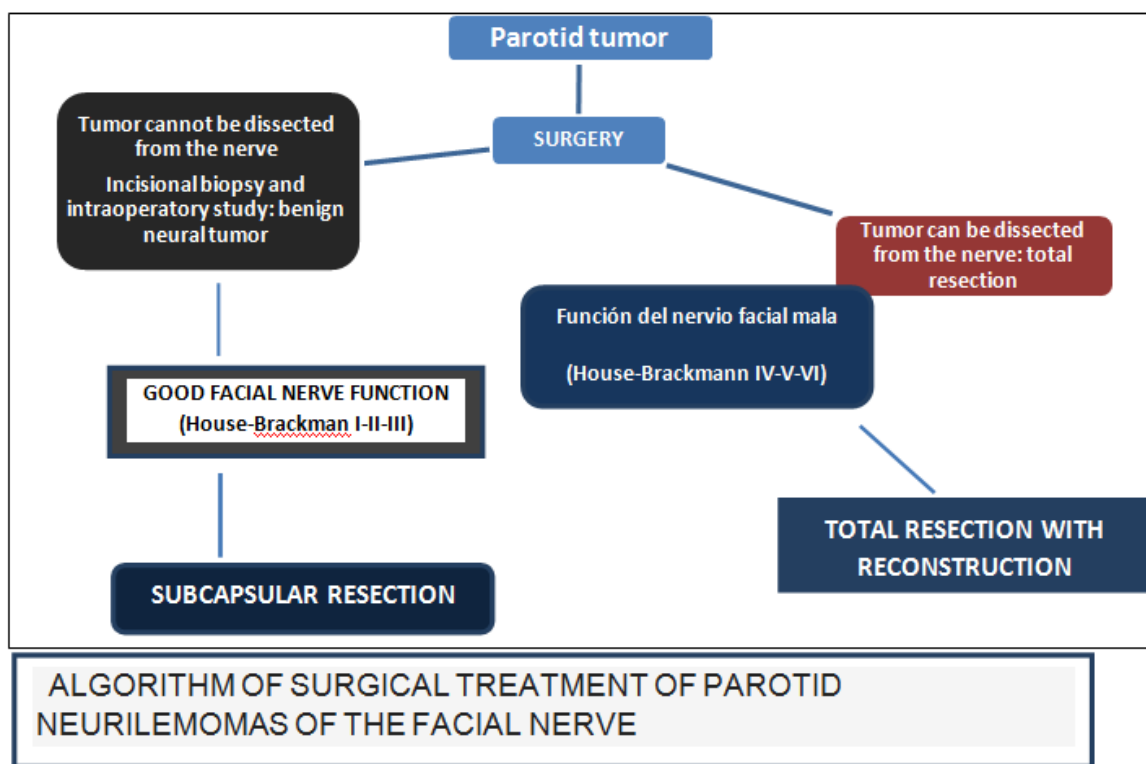 Parotid tumor
SURGERY
Tumor cannot be dissected
from the nerve
Incisional biopsy and
intraoperatory study: benign
neural tumor
Tumor can be dissected
from the nerve: total
resection
Función del nervio facial mala
(House-Brackmann IV-V-VI)
GOOD FACIAL NERVE FUNCTION
(House-Brackman I-II-III)
TOTAL RESECTION WITH
RECONSTRUCTION
SUBCAPSULAR RESECTION
ALGORITHM OF SURGICAL TREATMENT OF PAROTID
NEURILEMOMAS OF THE FACIAL NERVE